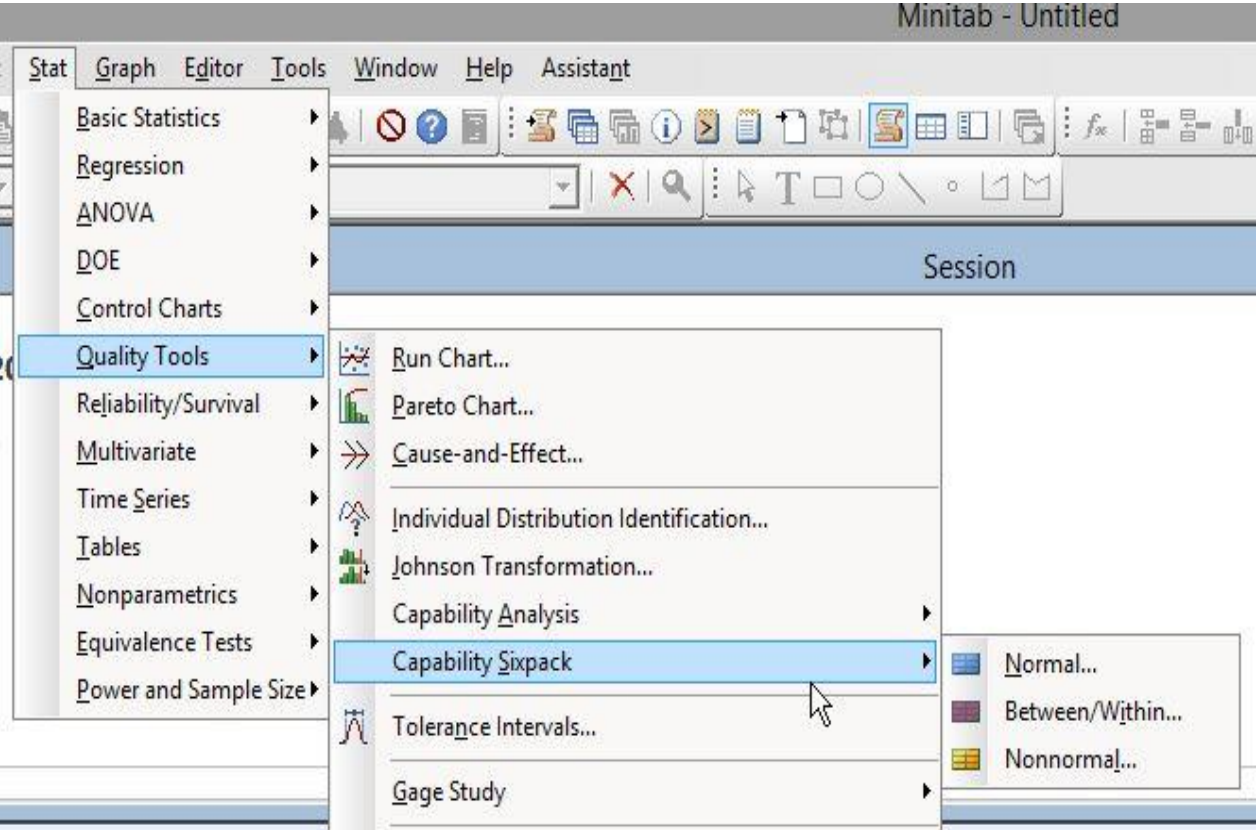 Minitab - Untitled
Stat Graph Editor Tools Window Help Assistant
Basic Statistics
Regression
ANOVA
DOE
Session
Control Charts
Quality Tools
Reliability/Survival
Multivariate
Time Series
Tables
Nonparametrics
Equivalence Tests
Power and Sample Size
Run Chart...
Pareto Chart...
Cause-and-Effect...
Individual Distribution Identification...
Johnson Transformation...
Capability Analysis
Capability Sixpack
Tolerance Intervals...
Gage Study
Normal...
Between/Within...
Nonnormal...